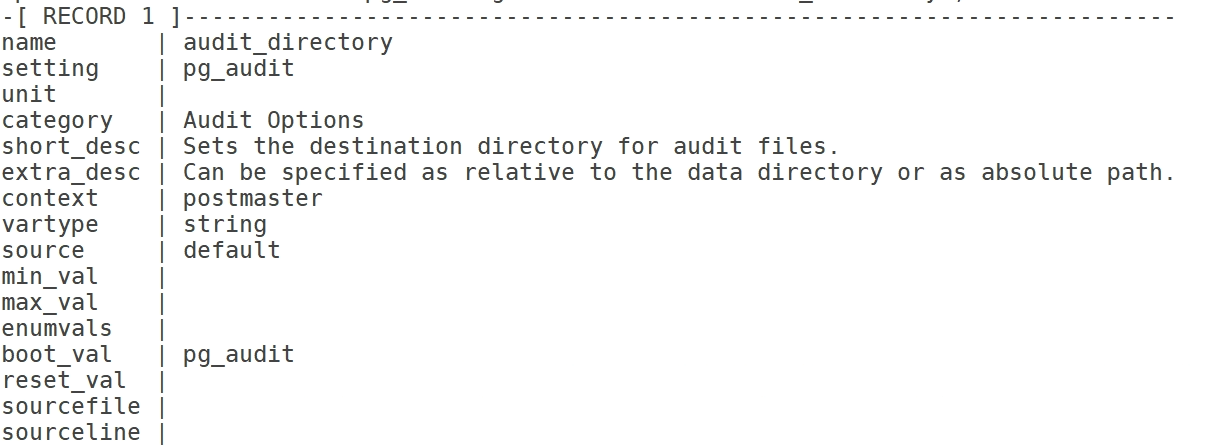 -[ RECORD 1 ]-----------------------------------------------------------------------
name       | audit_directory
setting    | pg_audit
unit       |
category   | Audit Options
short_desc | Sets the destination directory for audit files.
extra_desc | Can be specified as relative to the data directory or as absolute path.
context    | postmaster
vartype    | string
source     | default
min_val    |
max_val    |
enumvals   |
boot_val   | pg_audit
reset_val  |
sourcefile |
sourceline |